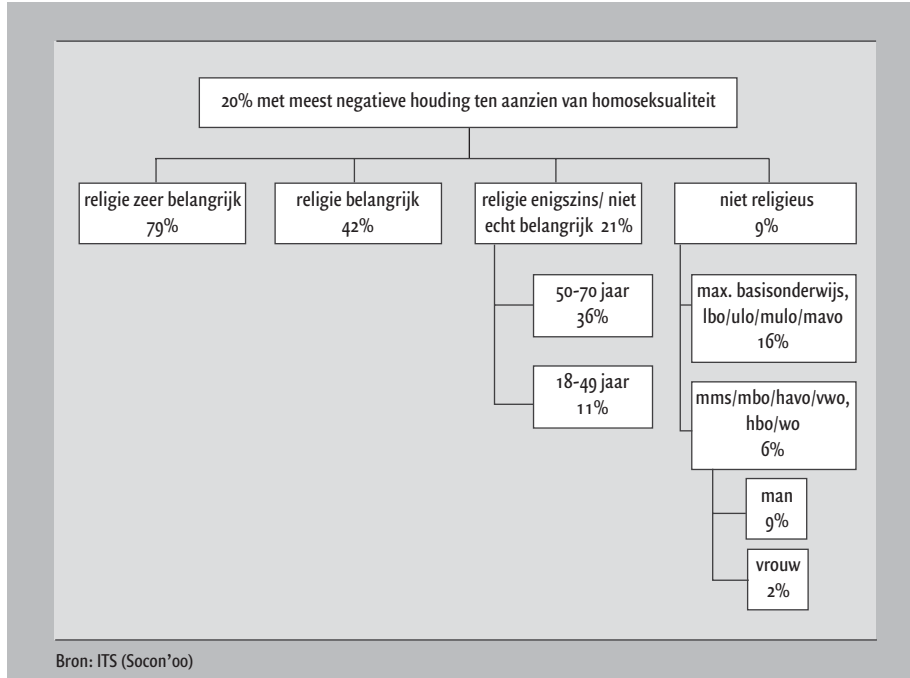 20% met meest negatieve houding ten aanzien van homoseksualiteit
religie zeer belangrijk
79%
religie belangrijk
42%
religie enigszins/ niet
echt belangrijk 21%
50-70 jaar
36%
18-49 jaar
11%
niet religieus
9%
max. basisonderwijs,
lbo/ulo/mulo/mavo
16%
mms/mbo/havo/vwo,
hbo/wo
6%
man
9%
vrouw
2%
Bron: ITS (Socon'00)